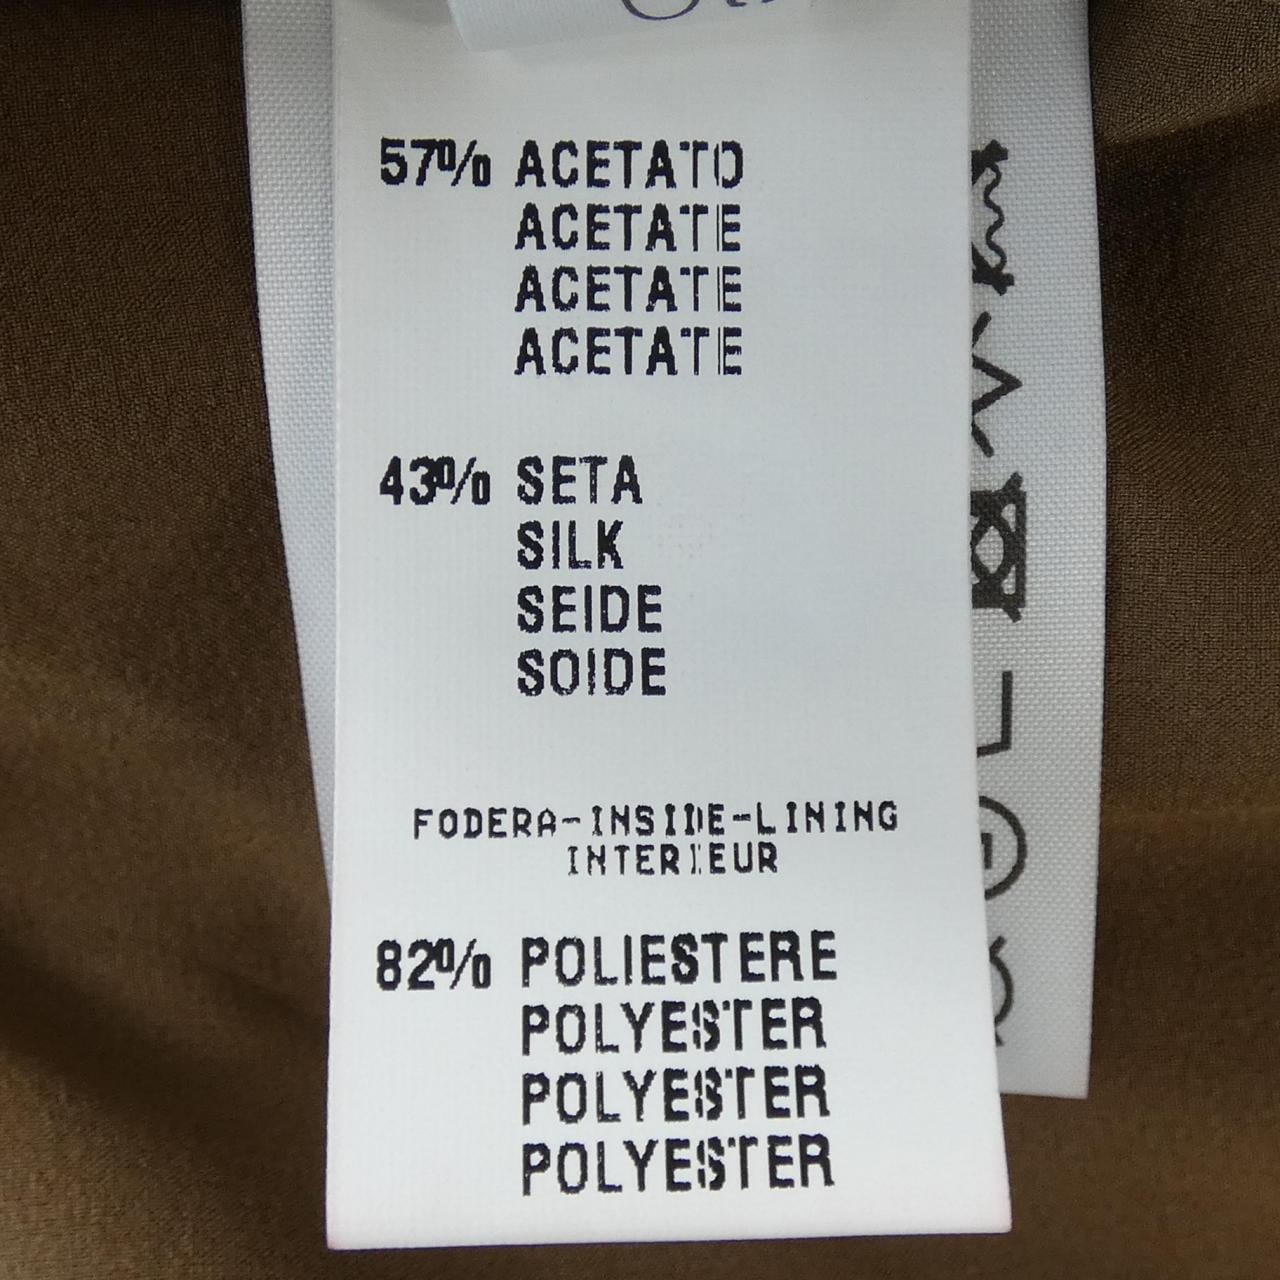 57% ACETATO
ACETATE
ACETATE
ACETATE
43% SETA
SILK
SEIDE
SOIDE
FODERA-INSIDE-LINING
INTERIEUR
82% POLIESTERE
POLYESTER
POLYESTER
POLYESTER